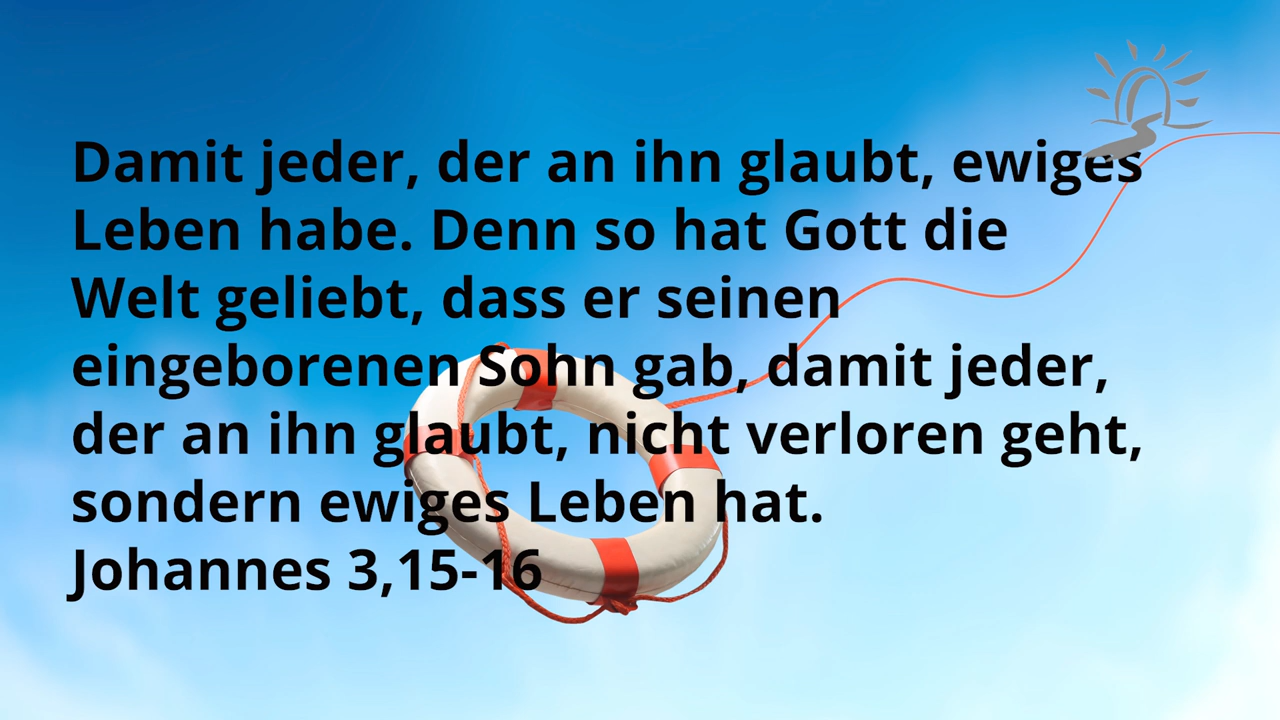 Damit jeder, der an ihn glaubt, ewiges
Leben habe. Denn so hat Gott die
Welt geliebt, dass er seinen
eingeborenen Sohn gab, damit jeder,
der an ihn glaubt, nicht verloren geht,
sondern ewiges Leben hat.
Johannes 3,15-16